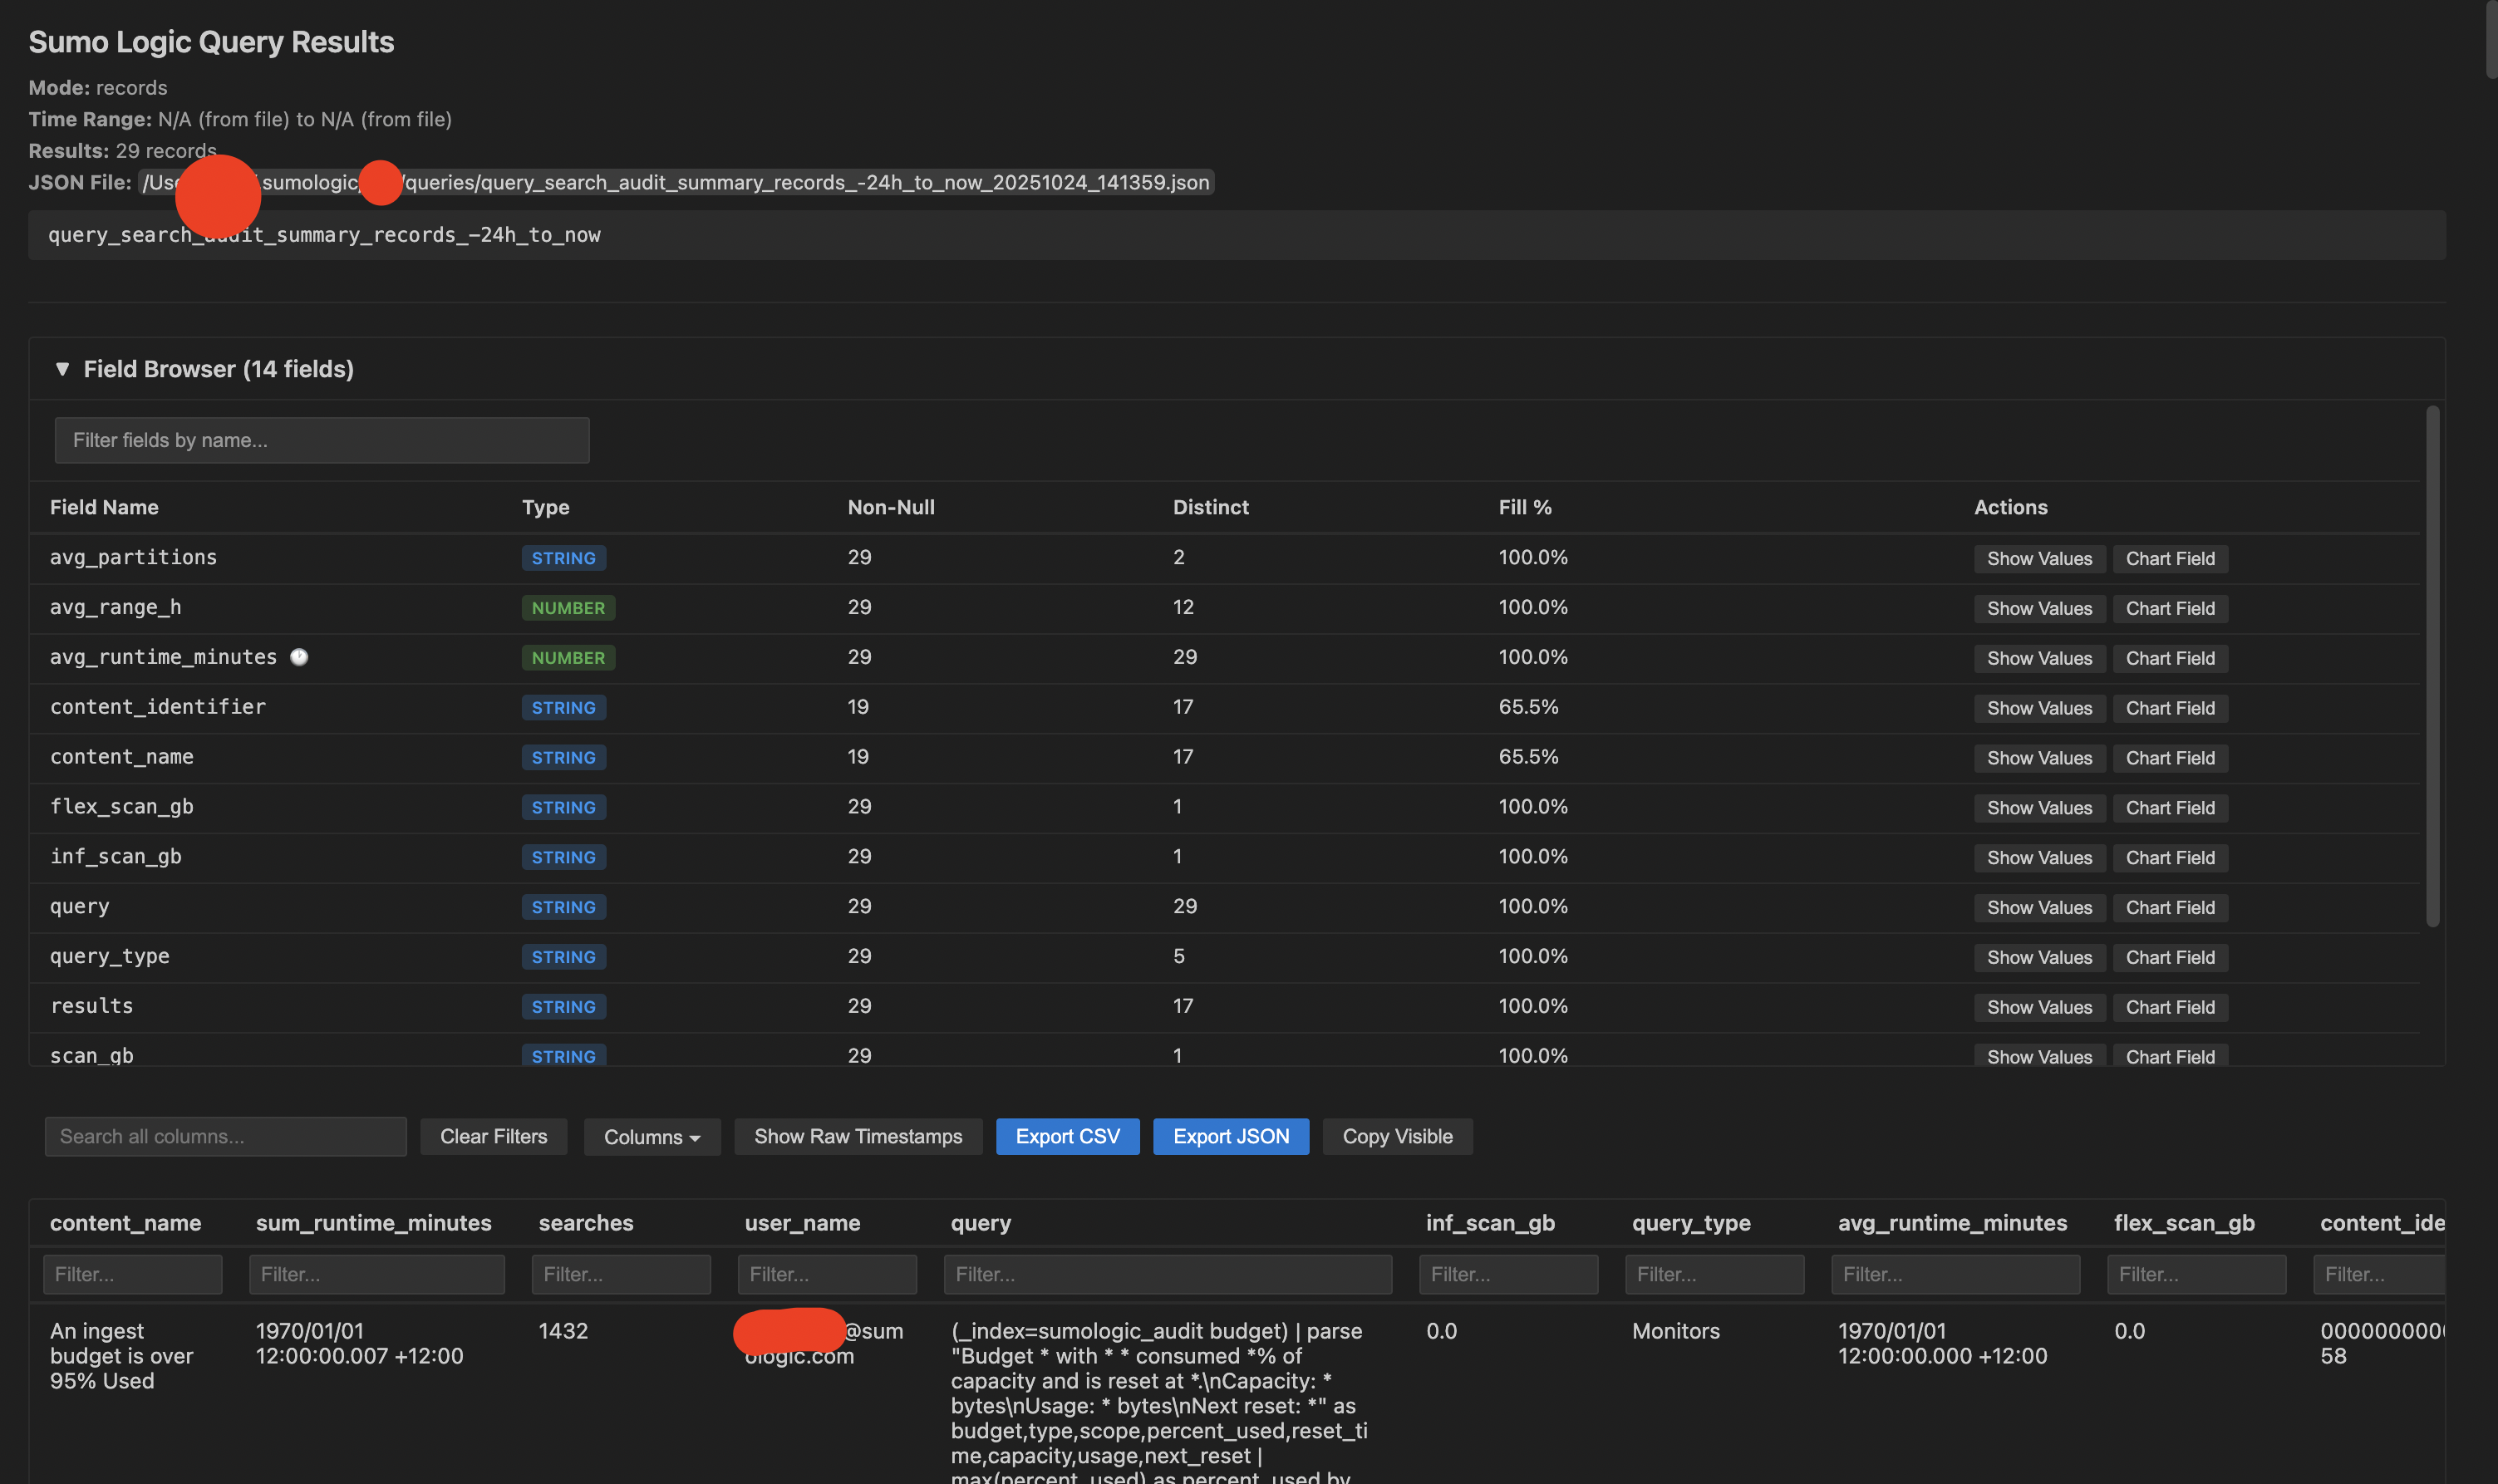 Sumo Logic Query Results
Mode: records
Time Range: N/A (from file) to N/A (from file)
Results: 29 records
JSON File: sumologic /queries/query_search_audit_summary_records_-24h_to_now_20251024_141359.json
query_search_audit_summary_records_-24h_to_now
▼ Field Browser (14 fields)
Filter fields by name...
Field Name Type Non-Null Distinct Fill % Actions
avg_partitions STRING 29 2 100.0% Show Values Chart Field
avg_range_h NUMBER 29 12 100.0% Show Values Chart Field
avg_runtime_minutes NUMBER 29 29 100.0% Show Values Chart Field
content_identifier STRING 19 17 65.5% Show Values Chart Field
content_name STRING 19 17 65.5% Show Values Chart Field
flex_scan_gb STRING 29 1 100.0% Show Values Chart Field
inf_scan_gb STRING 29 1 100.0% Show Values Chart Field
query STRING 29 29 100.0% Show Values Chart Field
query_type STRING 29 5 100.0% Show Values Chart Field
results STRING 29 17 100.0% Show Values Chart Field
scan_gb STRING 29 1 100.0% Show Values Chart Field
Search all columns... Clear Filters Columns Show Raw Timestamps Export CSV Export JSON Copy Visible
content_name sum_runtime_minutes searches user_name query inf_scan_gb query_type avg_runtime_minutes flex_scan_gb content_ide
Filter... Filter... Filter... Filter... Filter... Filter... Filter... Filter... Filter... Filter...
An ingest 1970/01/01 1432 @sum (_index=sumologic_audit budget) | parse 0.0 Monitors 1970/01/01 0.0 0000000000
budget is over 12:00:00.007 +12:00 ologic.com "Budget * with * * consumed *% of 12:00:00.000 +12:00 58
95% Used capacity and is reset at *.\nCapacity: *
bytes\nUsage: * bytes\nNext reset: *" as
budget,type,scope,percent_used,reset_ti
me,capacity,usage,next_reset |
max(percent_used) as percent_used by